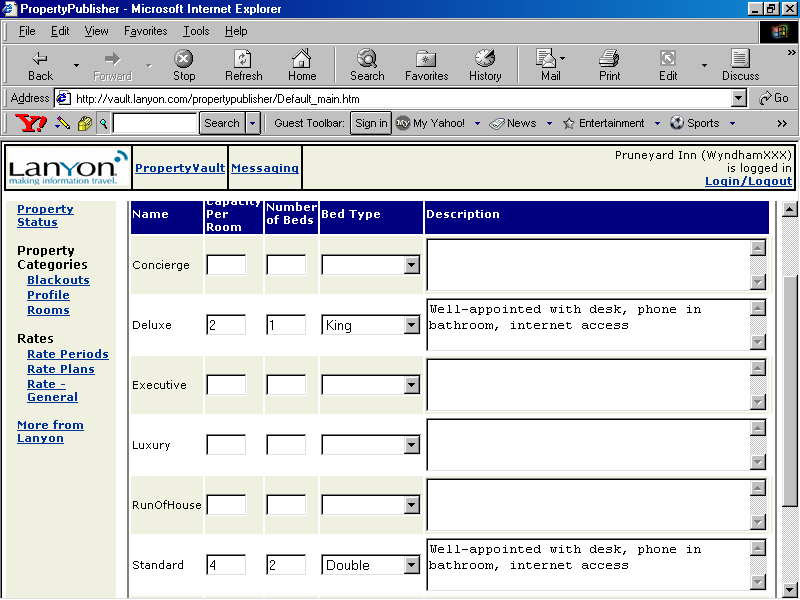 PropertyPublisher - Microsoft Internet Explorer
File Edit View Favorites Tools Help
Back Forward Stop Refresh Home Search Favorites History Mail Print Edit Discuss
Address http://vault.lanyon.com/propertypublisher/Default_main.htm Go
Y! Search Guest Toolbar: Sign in My My Yahoo! News Entertainment Sports
LANYON.
making information travel.
PropertyVault Messaging
Pruneyard Inn (WyndhamXXX)
is logged in
Login/Logout
Property
Status
Property
Categories
Blackouts
Profile
Rooms
Rates
Rate Periods
Rate Plans
Rate -
General
More from
Lanyon
Name
Capacity
Per
Room
Number
of Beds
Bed Type
Description
Concierge
Deluxe 2 1 King
Well-appointed with desk, phone in
bathroom, internet access
Executive
Luxury
RunOfHouse
Standard 4 2 Double
Well-appointed with desk, phone in
bathroom, internet access